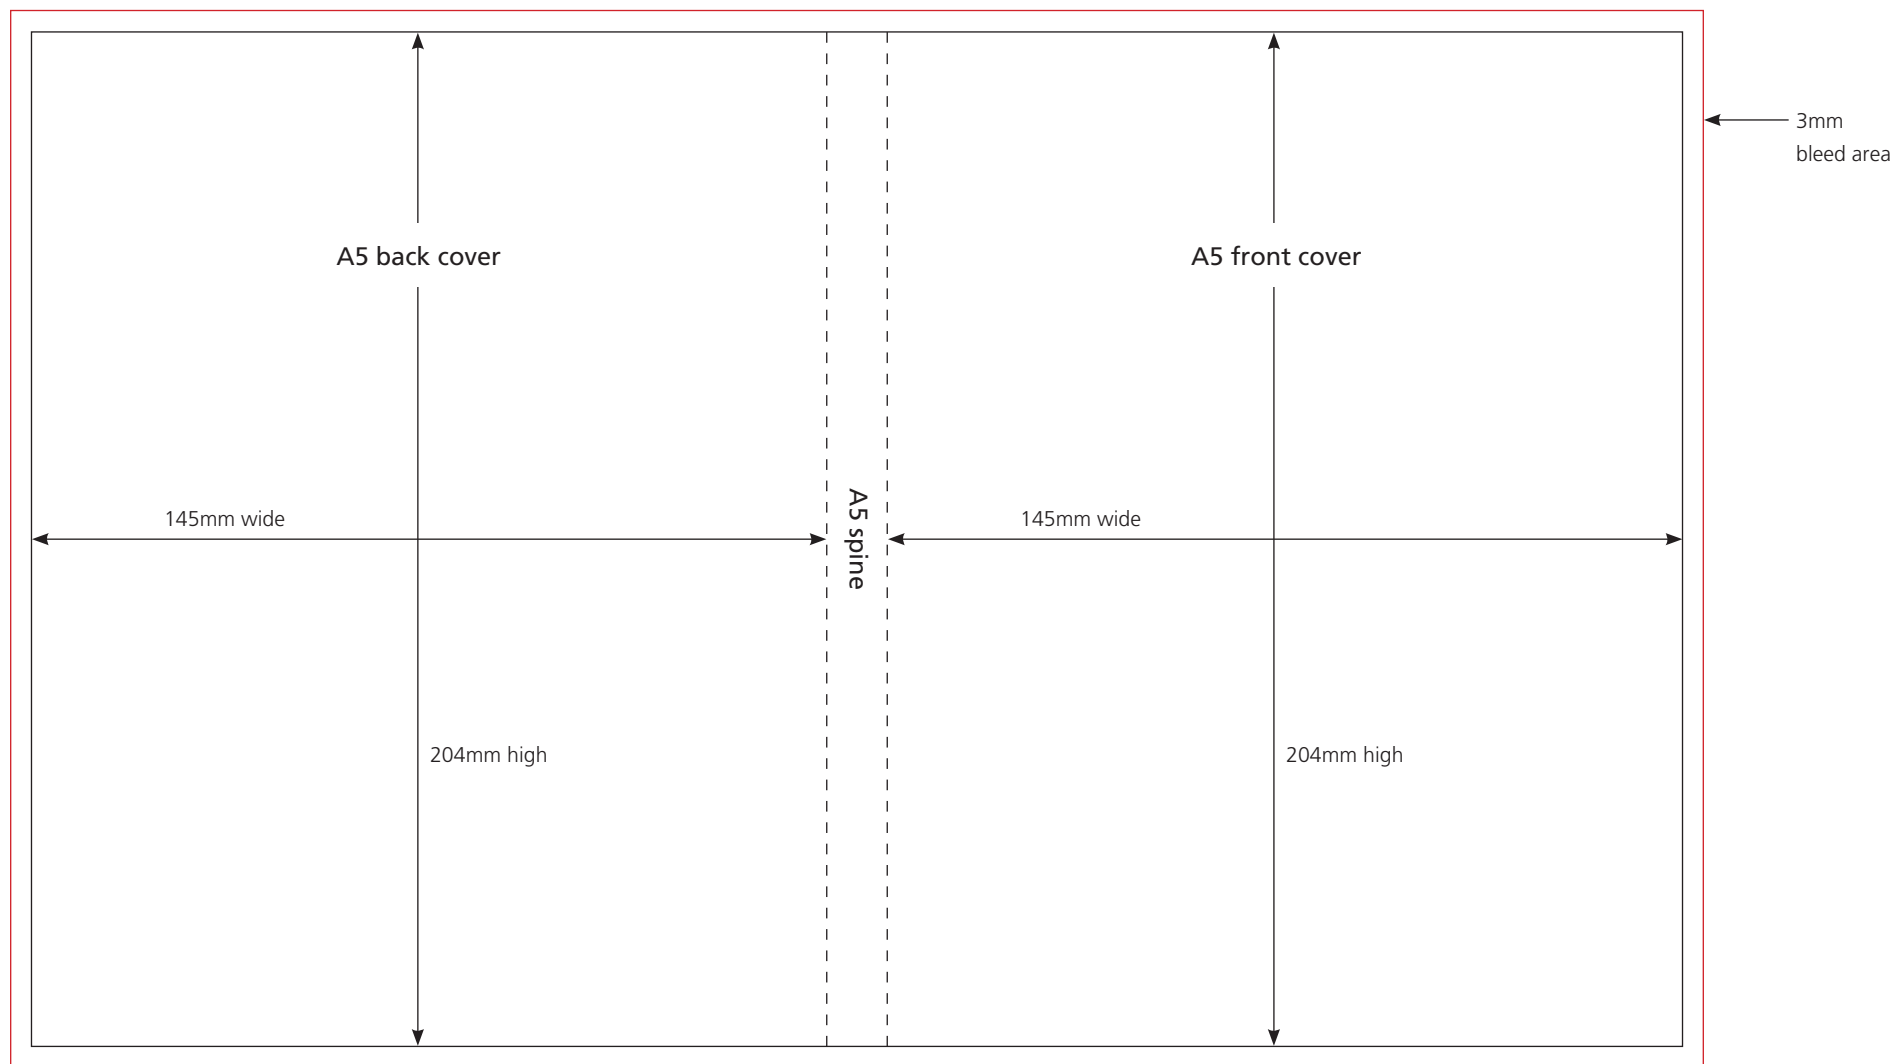 3mm
bleed area
A5 back cover
A5 front cover
145mm wide
A5 spine
145mm wide
204mm high
204mm high